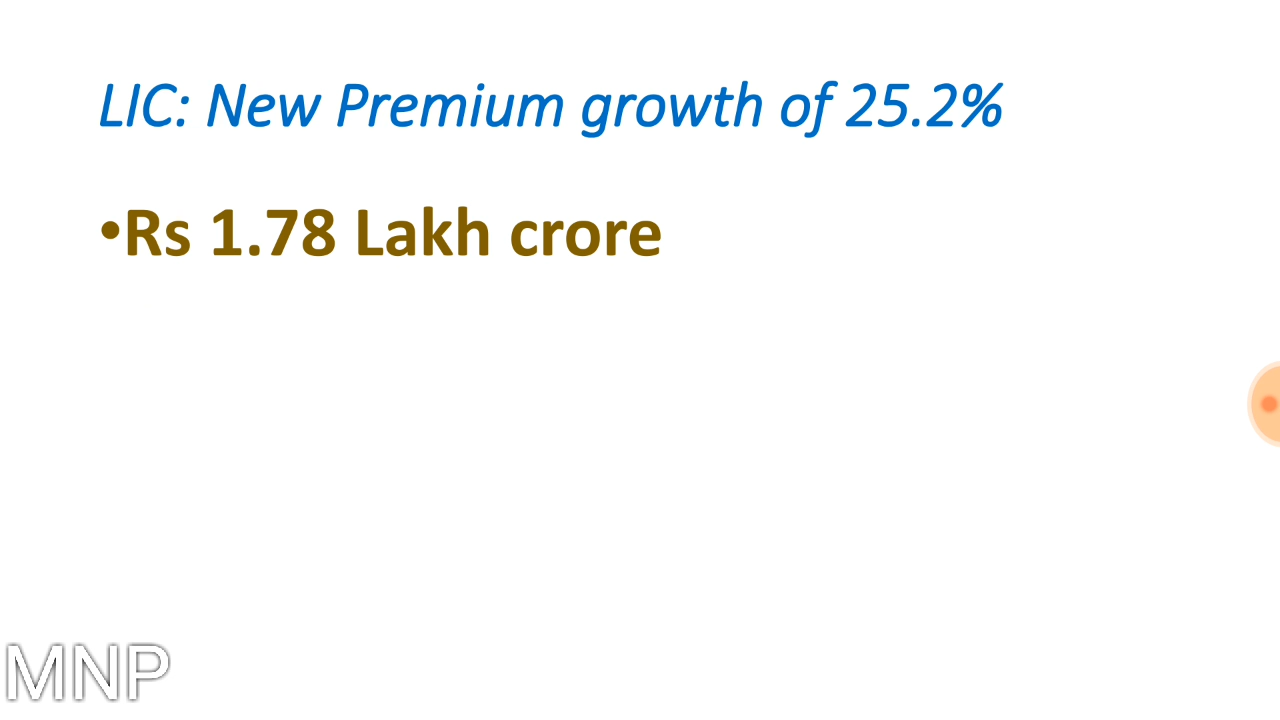 LIC: New Premium growth of 25.2%
•Rs 1.78 Lakh crore
MNP